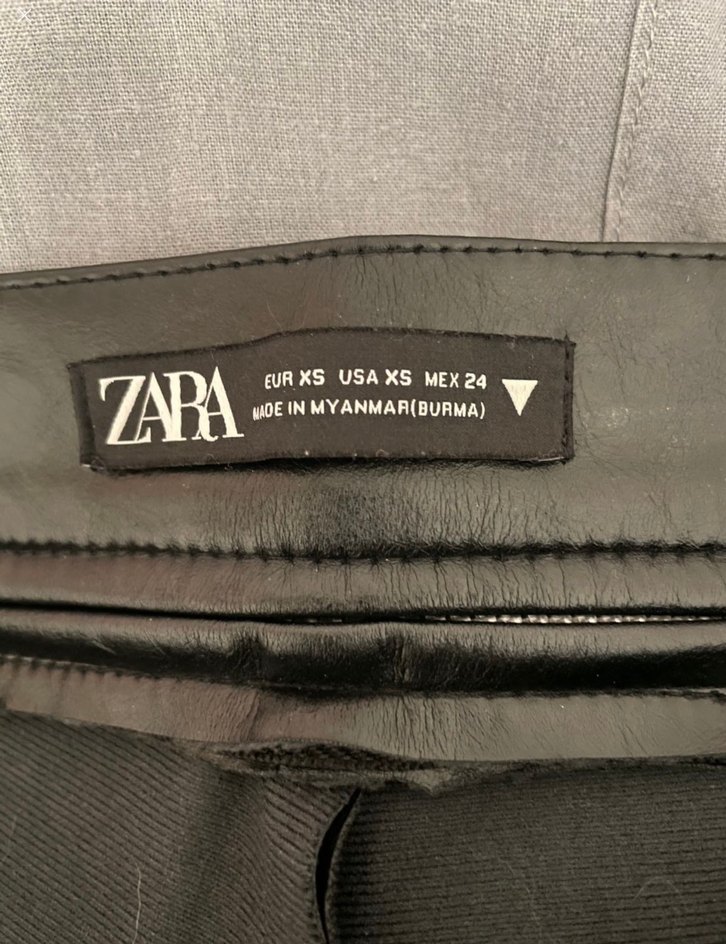 ZARA
EUR XS USA XS MEX 24
MADE IN MYANMAR(BURMA)